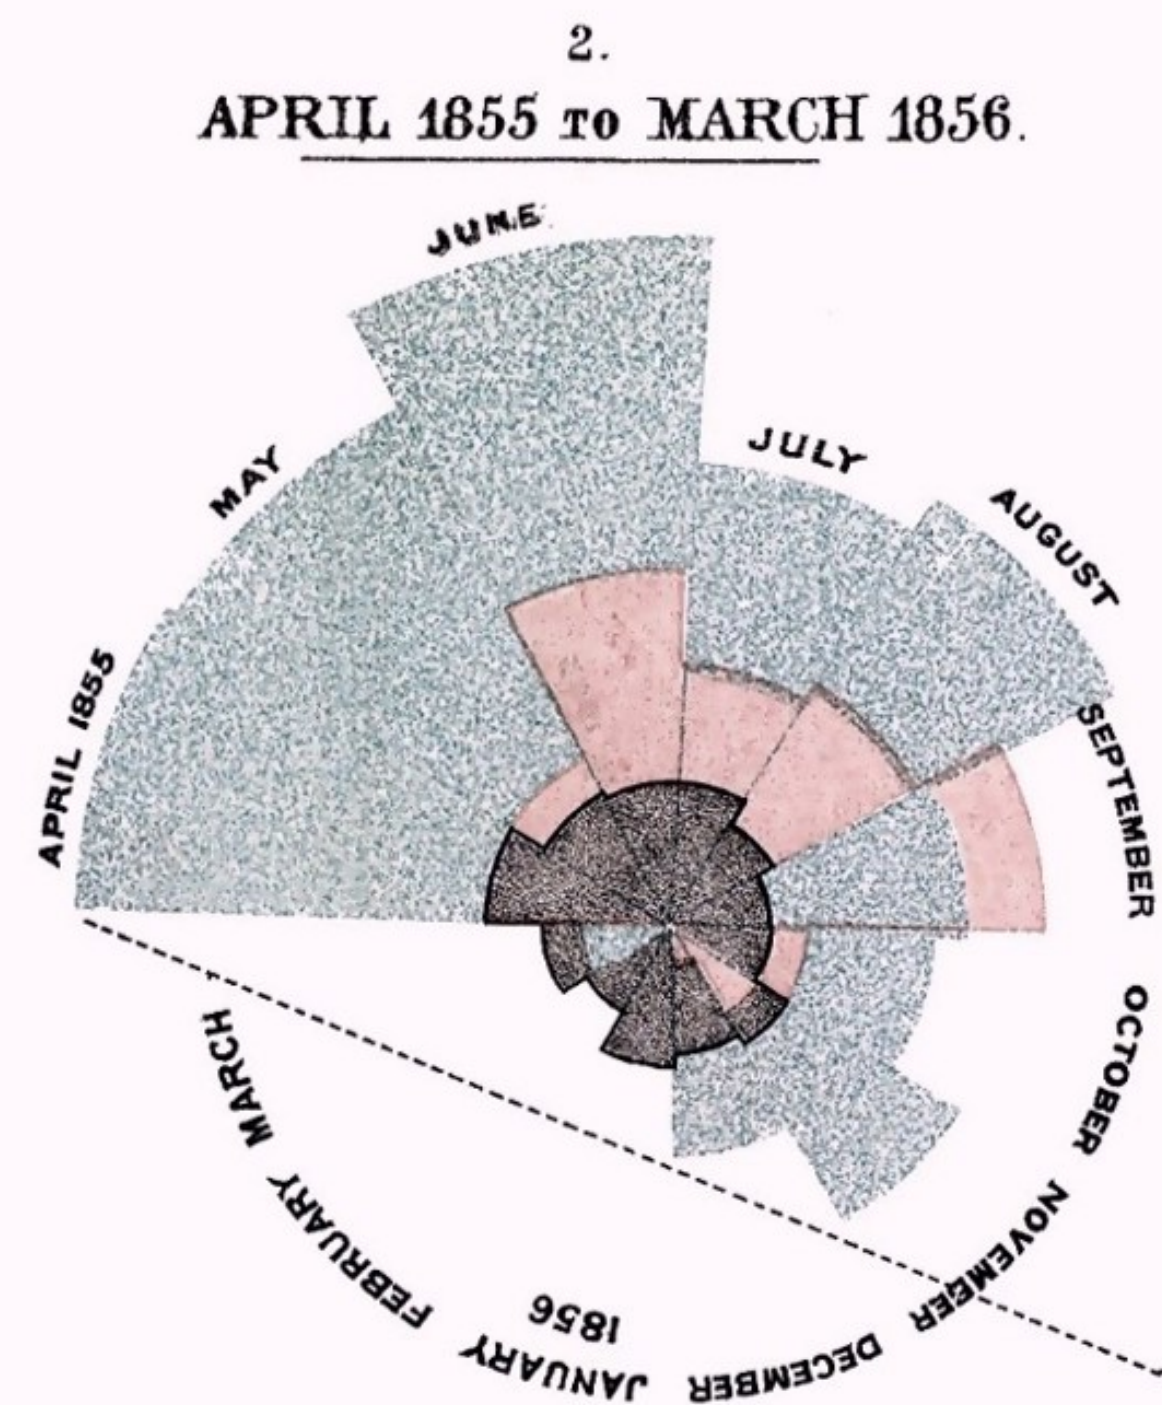 2.
APRIL 1855 TO MARCH 1856.
APRIL 1855
MAY
JUNE
JULY
AUGUST
SEPTEMBER
OCTOBER
NOVEMBER
DECEMBER
JANUARY
1856
FEBRUARY
MARCH